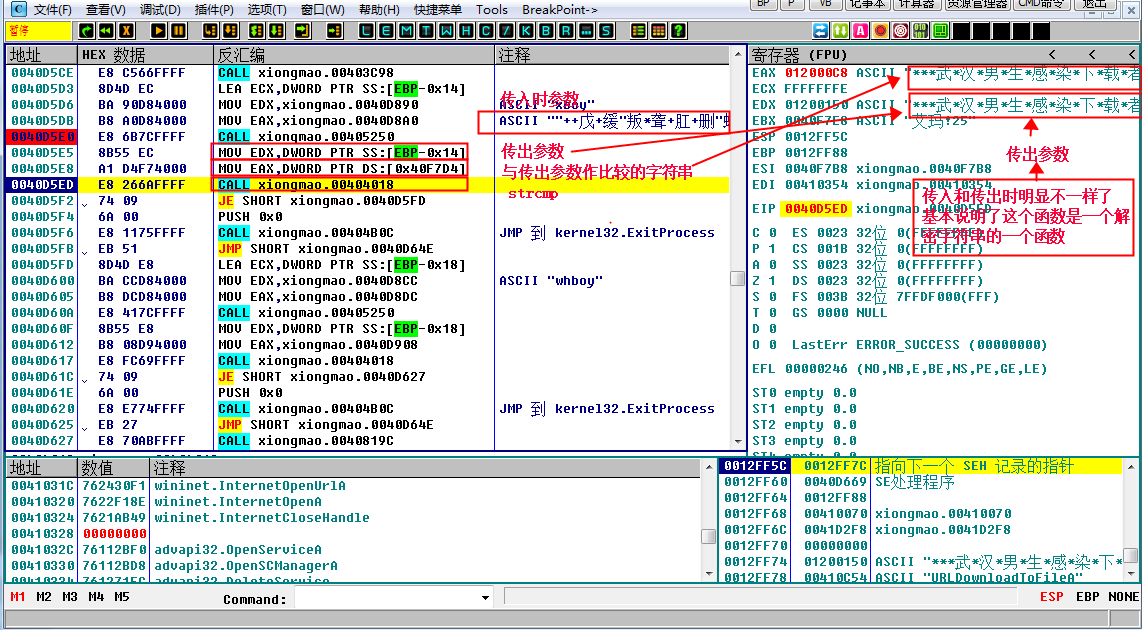 文件(F) 查看(V) 调试(D) 插件(P) 选项(T) 窗口(W) 帮助(H) 快捷菜单 Tools BreakPoint-> BP P VB 记事本 计算器 资源管理器 CMD命令 退出
暂停 L E M T W H C / K B R ... S ?
地址 HEX 数据 反汇编 注释
0040D5CE E8 C566FFFF CALL xiongmao.00403C98
0040D5D3 8D4D EC LEA ECX,DWORD PTR SS:[EBP-0x14]
0040D5D6 BA 90D84000 MOV EDX,xiongmao.0040D890 ASCII "xboy"
0040D5DB B8 A0D84000 MOV EAX,xiongmao.0040D8A0 ASCII ""++戊+缓"叛*聋+肛+删"
0040D5E0 E8 6B7CFFFF CALL xiongmao.00405250
0040D5E5 8B55 EC MOV EDX,DWORD PTR SS:[EBP-0x14]
0040D5E8 A1 D4F74000 MOV EAX,DWORD PTR DS:[0x40F7D4]
0040D5ED E8 266AFFFF CALL xiongmao.00404018
0040D5F2 74 09 JE SHORT xiongmao.0040D5FD
0040D5F4 6A 00 PUSH 0x0
0040D5F6 E8 1175FFFF CALL xiongmao.00404B0C JMP 到 kernel32.ExitProcess
0040D5FB EB 51 JMP SHORT xiongmao.0040D64E
0040D5FD 8D4D E8 LEA ECX,DWORD PTR SS:[EBP-0x18]
0040D600 BA CCD84000 MOV EDX,xiongmao.0040D8CC ASCII "whboy"
0040D605 B8 DCD84000 MOV EAX,xiongmao.0040D8DC
0040D60A E8 417CFFFF CALL xiongmao.00405250
0040D60F 8B55 E8 MOV EDX,DWORD PTR SS:[EBP-0x18]
0040D612 B8 08D94000 MOV EAX,xiongmao.0040D908
0040D617 E8 FC69FFFF CALL xiongmao.00404018
0040D61C 74 09 JE SHORT xiongmao.0040D627
0040D61E 6A 00 PUSH 0x0
0040D620 E8 E774FFFF CALL xiongmao.00404B0C JMP 到 kernel32.ExitProcess
0040D625 EB 27 JMP SHORT xiongmao.0040D64E
0040D627 E8 70ABFFFF CALL xiongmao.0040819C
传入时参数
传出参数
与传出参数作比较的字符串
strcmp
寄存器 (FPU) < < <
EAX 012000C8 ASCII "***武*汉*男*生*感*染*下*载*者
ECX FFFFFFFE
EDX 01200150 ASCII "***武*汉*男*生*感*染*下*载*者
EBX 0040F7E8 ASCII "艾玛!25"
ESP 0012FF5C
EBP 0012FF88
ESI 0040F7B8 xiongmao.0040F7B8
EDI 00410354 xiongmao.00410354
EIP 0040D5ED xiongmao.0040D5ED
C 0 ES 0023 32位 0(FFFFFFFF)
P 1 CS 001B 32位 0(FFFFFFFF)
A 0 SS 0023 32位 0(FFFFFFFF)
Z 1 DS 0023 32位 0(FFFFFFFF)
S 0 FS 003B 32位 7FFDF000(FFF)
T 0 GS 0000 NULL
D 0
O 0 LastErr ERROR_SUCCESS (00000000)
EFL 00000246 (NO,NB,E,BE,NS,PE,GE,LE)
ST0 empty 0.0
ST1 empty 0.0
ST2 empty 0.0
ST3 empty 0.0
ST4 empty 0.0
传出参数
传入和传出时明显不一样了
基本说明了这个函数是一个解
密字符串的一个函数
地址 数值 注释
0041031C 762430F1 wininet.InternetOpenUrlA
00410320 7622F18E wininet.InternetOpenA
00410324 7621AB49 wininet.InternetCloseHandle
00410328 00000000
0041032C 76112BF0 advapi32.OpenServiceA
00410330 76112BD8 advapi32.OpenSCManagerA
00410334 761271FC advapi32.DeleteService
0012FF5C 0012FF7C 指向下一个 SEH 记录的指针
0012FF60 0040D669 SE处理程序
0012FF64 0012FF88
0012FF68 00410070 xiongmao.00410070
0012FF6C 0041D2F8 xiongmao.0041D2F8
0012FF70 00000000
0012FF74 01200150 ASCII "***武*汉*男*生*感*染*下*
0012FF78 00410C54 ASCII "URLDownloadToFileA"
M1 M2 M3 M4 M5 Command: ESP EBP NONE